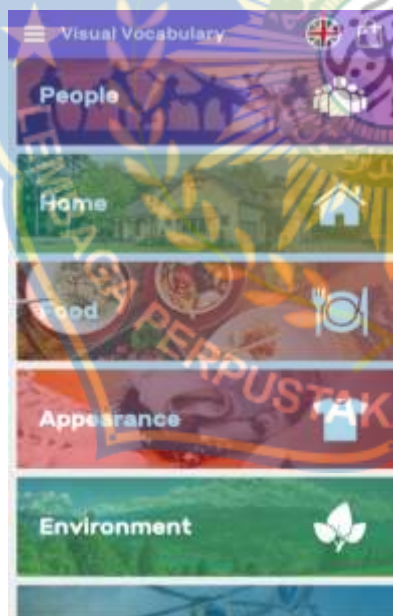 Visual Vocabulary
People
Home
Food
Appearance
Environment